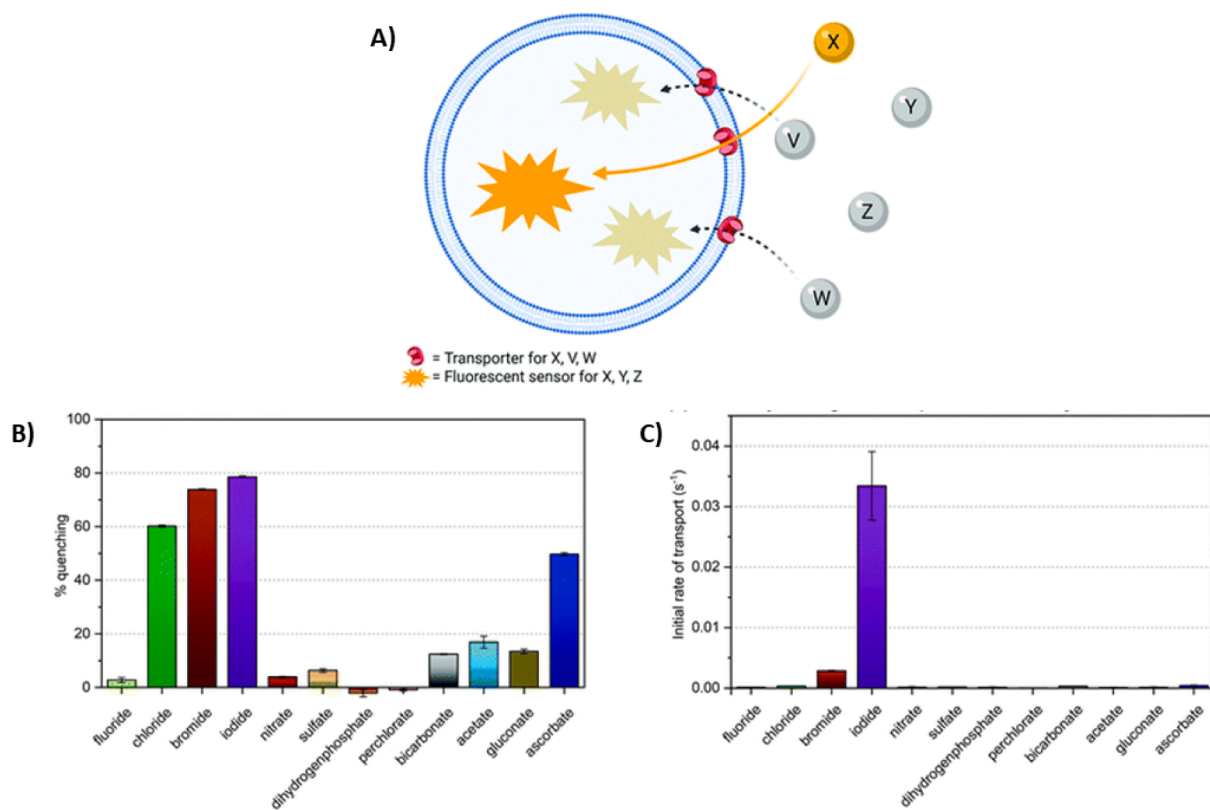 A)
X
Y
V
Z
W
= Transporter for X, V, W
= Fluorescent sensor for X, Y, Z
B)
% quenching
100
80
60
40
20
0
fluoride
chloride
bromide
iodide
nitrate
sulfate
dihydrogenphosphate
perchlorate
bicarbonate
acetate
gluconate
ascorbate
C)
Initial rate of transport (s⁻¹)
0.04
0.03
0.02
0.01
0.00
fluoride
chloride
bromide
iodide
nitrate
sulfate
dihydrogenphosphate
perchlorate
bicarbonate
acetate
gluconate
ascorbate